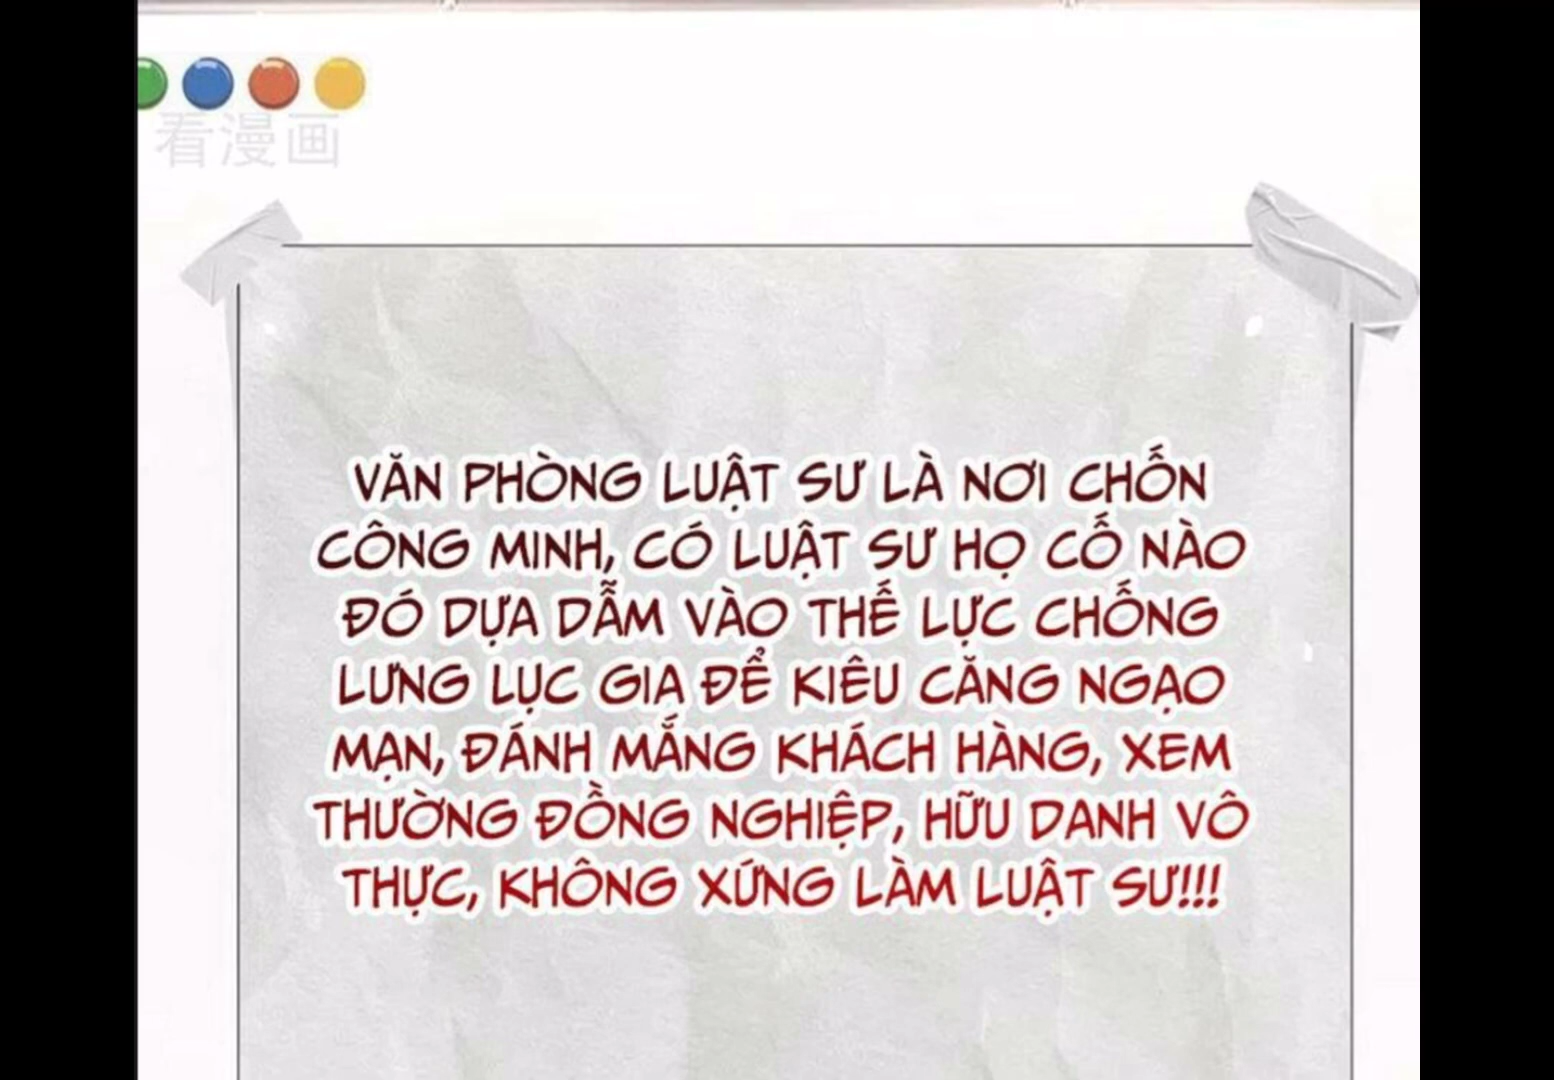 看漫画
VĂN PHÒNG LUẬT SƯ LÀ NƠI CHỐN
CÔNG MINH, CÓ LUẬT SƯ HỌ CỐ NÀO
ĐÓ DỰA DẪM VÀO THẾ LỰC CHỐNG
LƯNG LỤC GIA ĐỂ KIÊU CĂNG NGẠO
MẠN, ĐÁNH MẮNG KHÁCH HÀNG, XEM
THƯỜNG ĐỒNG NGHIỆP, HỮU DANH VÔ
THỰC, KHÔNG XỨNG LÀM LUẬT SƯ!!!